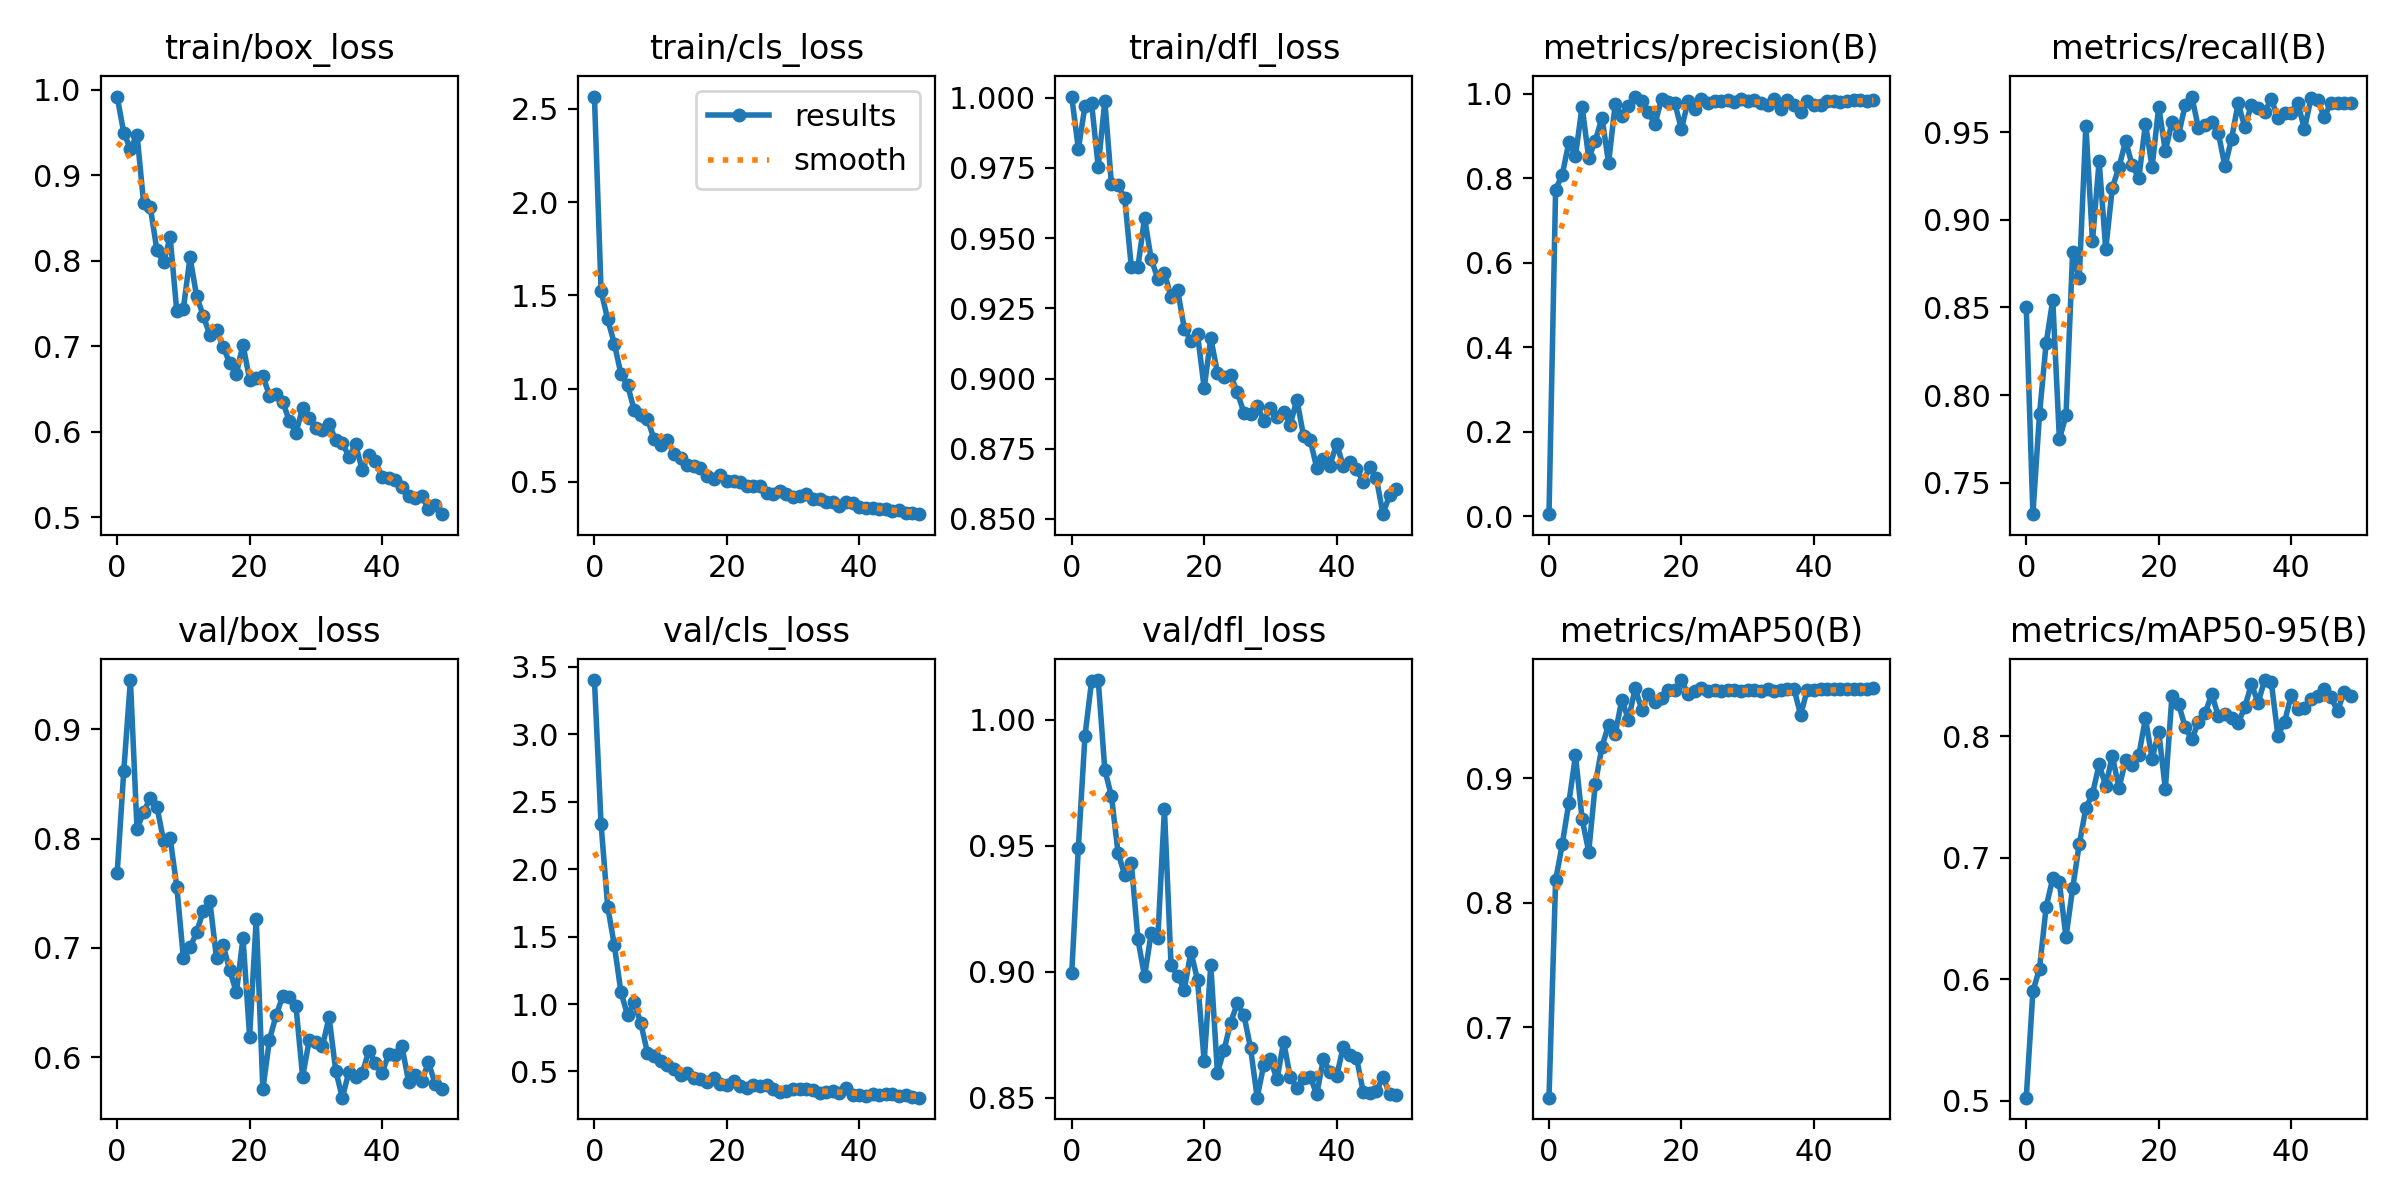 train/box_loss
1.0
0.9
0.8
0.7
0.6
0.5
0 20 40
train/cls_loss
results
smooth
2.5
2.0
1.5
1.0
0.5
0 20 40
train/dfl_loss
1.000
0.975
0.950
0.925
0.900
0.875
0.850
0 20 40
metrics/precision(B)
1.0
0.8
0.6
0.4
0.2
0.0
0 20 40
metrics/recall(B)
0.95
0.90
0.85
0.80
0.75
0 20 40
val/box_loss
0.9
0.8
0.7
0.6
0 20 40
val/cls_loss
3.5
3.0
2.5
2.0
1.5
1.0
0.5
0 20 40
val/dfl_loss
1.00
0.95
0.90
0.85
0 20 40
metrics/mAP50(B)
0.9
0.8
0.7
0 20 40
metrics/mAP50-95(B)
0.8
0.7
0.6
0.5
0 20 40